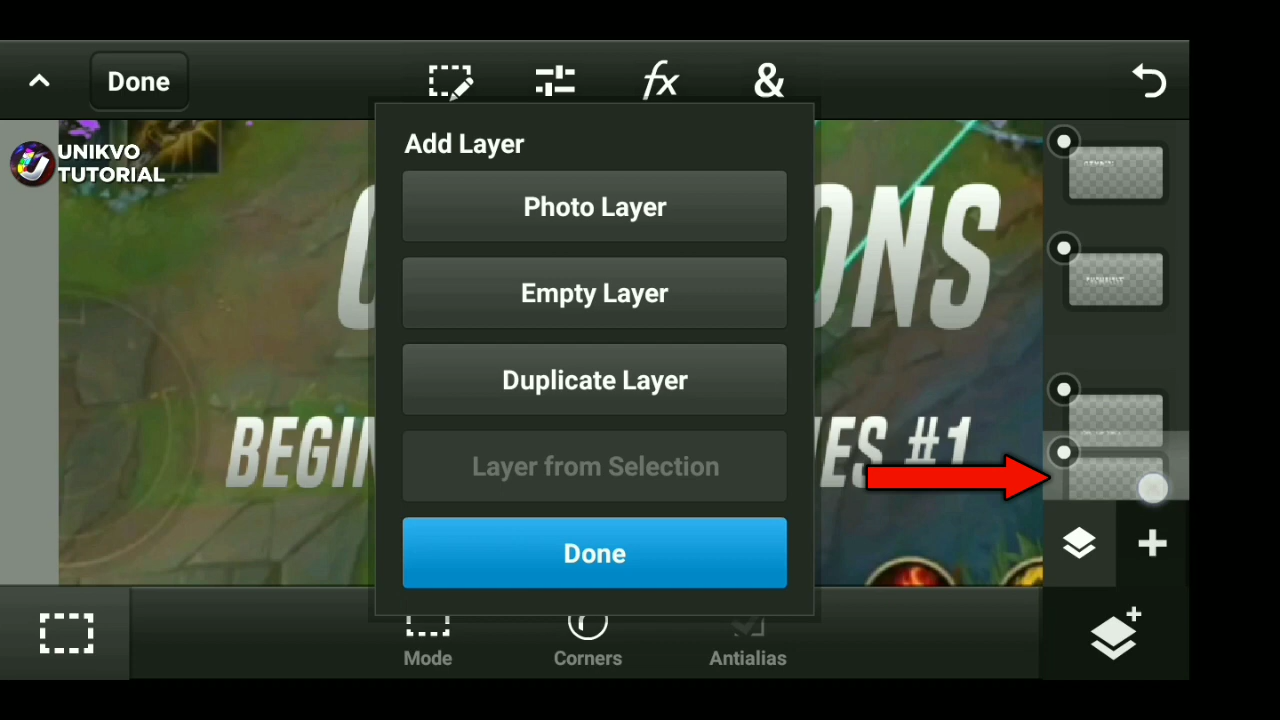 Done
fx
&
UNIKVO
TUTORIAL
Add Layer
Photo Layer
Empty Layer
Duplicate Layer
Layer from Selection
Done
ONS
BEGIN
#1
Mode
Corners
Antialias